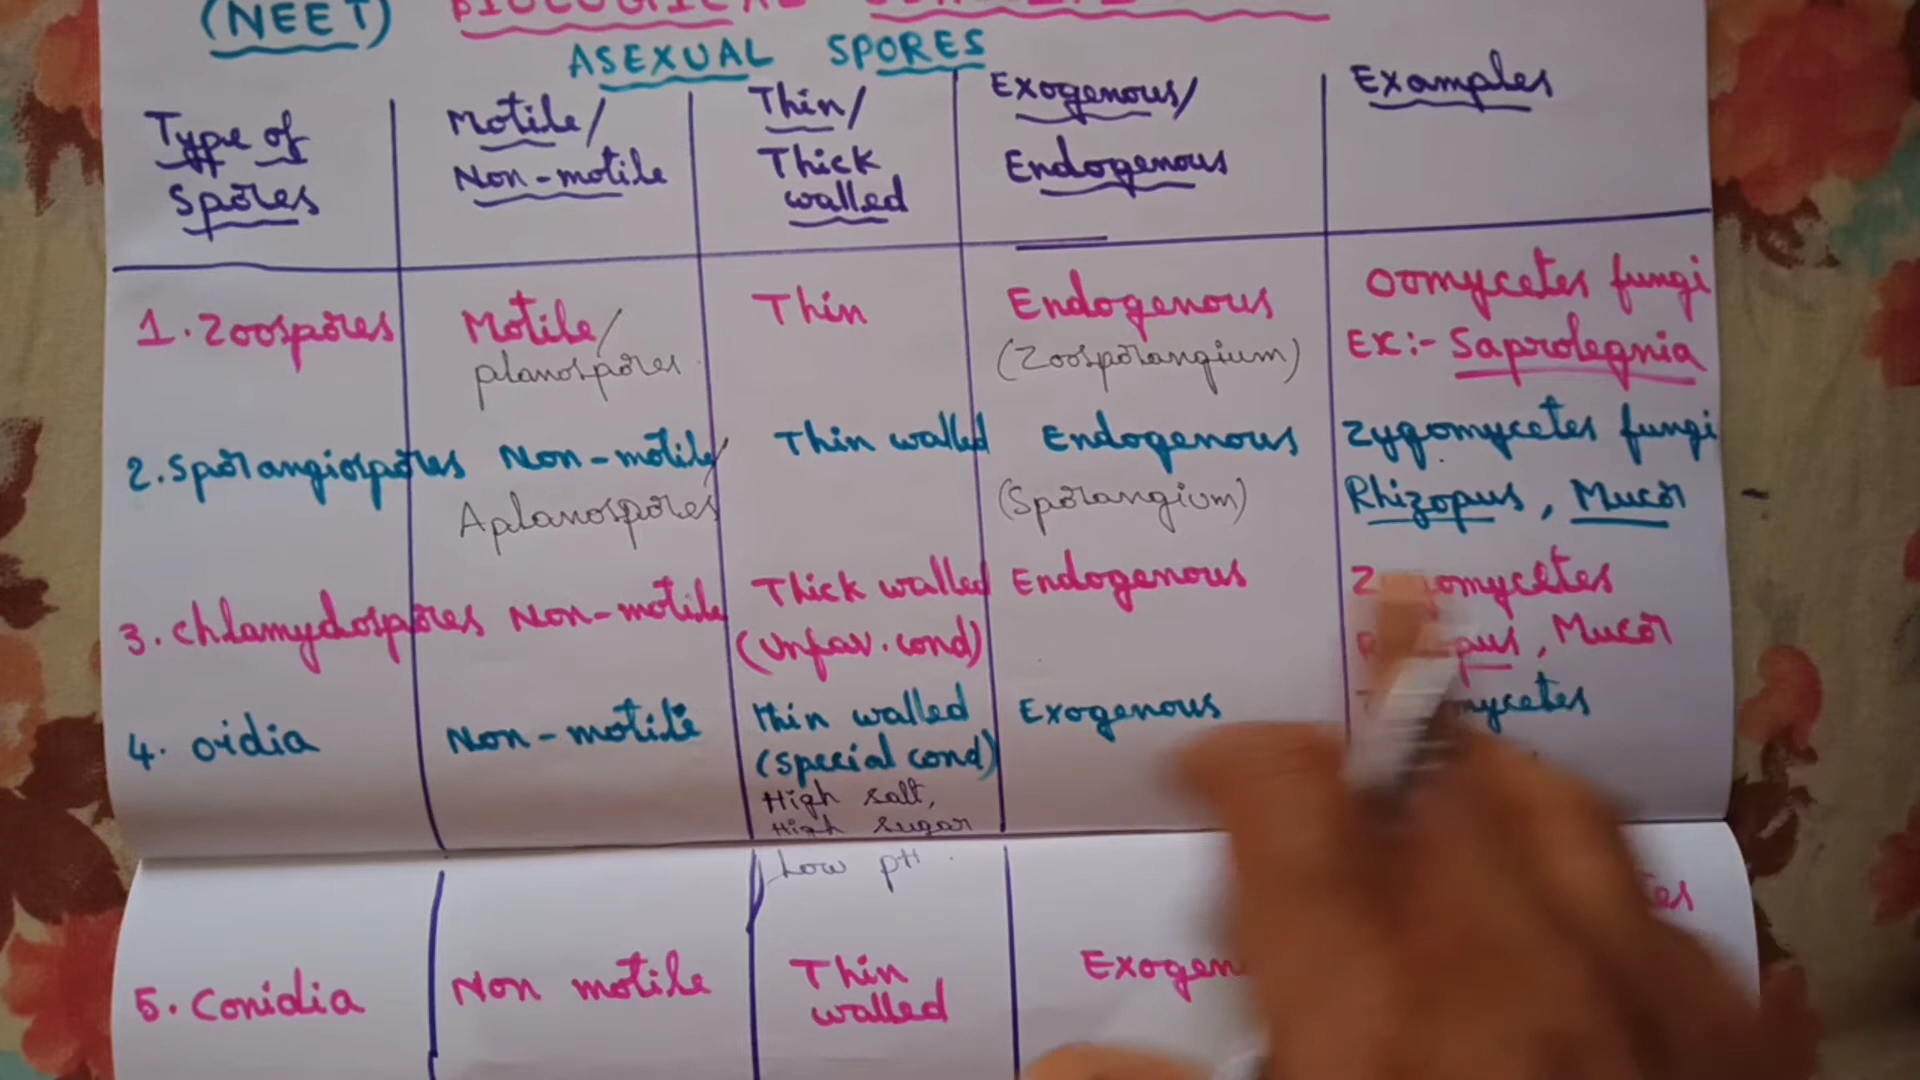 (NEET) BIOLOGICAL
ASEXUAL SPORES
Type of Spores
Motile/ Non-motile
Thin/ Thick walled
Exogenous/ Endogenous
Examples
1. Zoospores
Motile/ planospores
Thin
Endogenous (Zoosporangium)
Oomycetes fungi
Ex:- Saprolegnia
2. Sporangiospores
Non-motile/ Aplanospores
Thin walled
Endogenous (Sporangium)
Zygomycetes fungi
Rhizopus, Mucor
3. Chlamydospores
Non-motile
Thick walled (Unfav. cond)
Endogenous
Mucor
4. oidia
Non-motile
thin walled (special cond)
High salt,
High sugar
Low pH
Exogenous
5. Conidia
Non motile
Thin walled